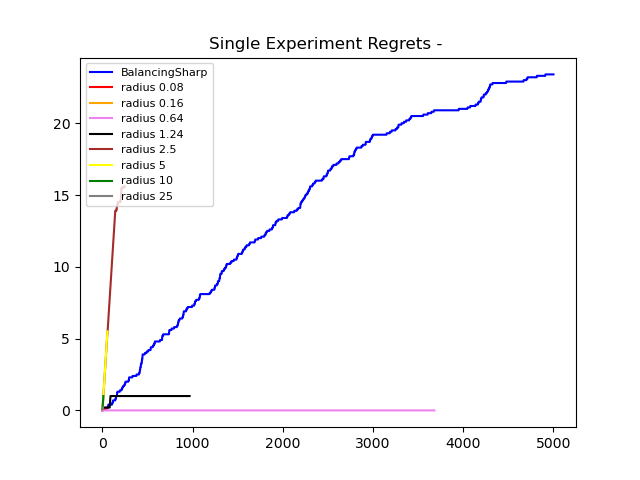 Single Experiment Regrets -
BalancingSharp
radius 0.08
radius 0.16
radius 0.64
radius 1.24
radius 2.5
radius 5
radius 10
radius 25
20
15
10
5
0
0 1000 2000 3000 4000 5000